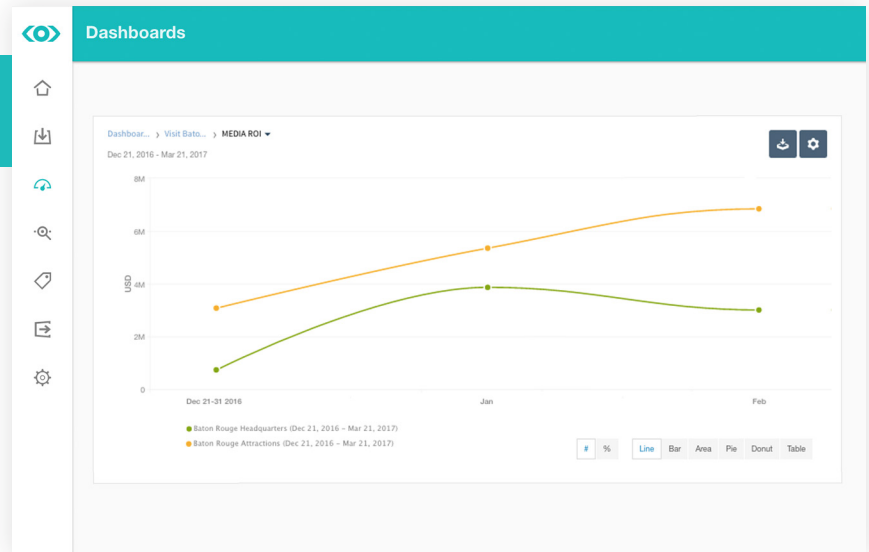 Dashboards
Dashboar... › Visit Bato... › MEDIA ROI
Dec 21, 2016 - Mar 21, 2017
8M
6M
USD
4M
2M
0
Dec 21-31 2016 Jan Feb
Baton Rouge Headquarters (Dec 21, 2016 – Mar 21, 2017)
Baton Rouge Attractions (Dec 21, 2016 – Mar 21, 2017)
# % Line Bar Area Pie Donut Table